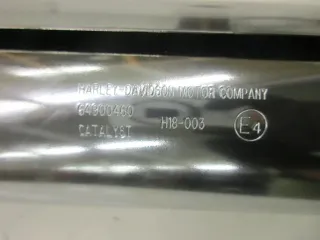 HARLEY-DAVIDSON MOTOR COMPANY
64900460
CATALYST H18-003 E4